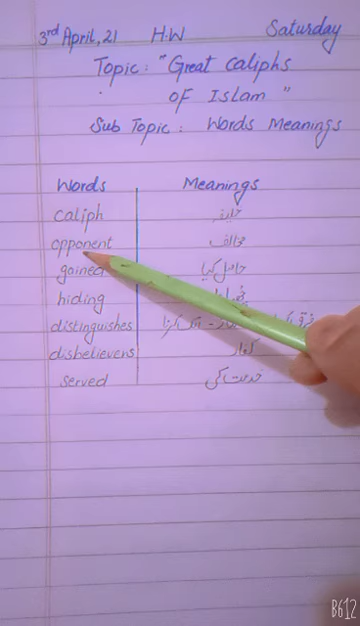 3rd April, 21 H.W Saturday
Topic: "Great Caliphs
OF Islam"
Sub Topic: Words Meanings
Words Meanings
Caliph خلیفہ
opponent مخالف
gained حاصل کیا
hiding
distinguishes
disbelievers کفار
served خدمت کی
B612